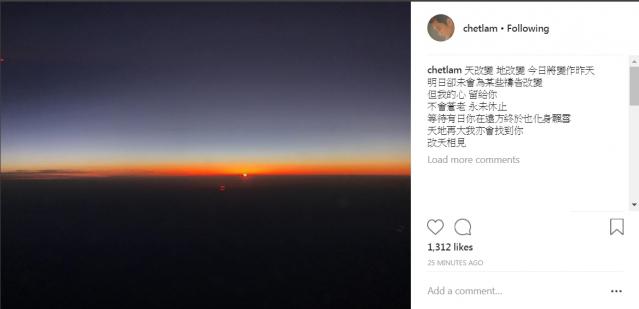 chetlam • Following
chetlam 天改變 地改變 今日將變作昨天
明日卻未會為某些禱告改變
但我的心 留給你
不會蒼老 永未休止
等待有日你在遠方終於也化身飄雪
天地再大我亦會找到你
改天相見
Load more comments
1,312 likes
25 MINUTES AGO
Add a comment...